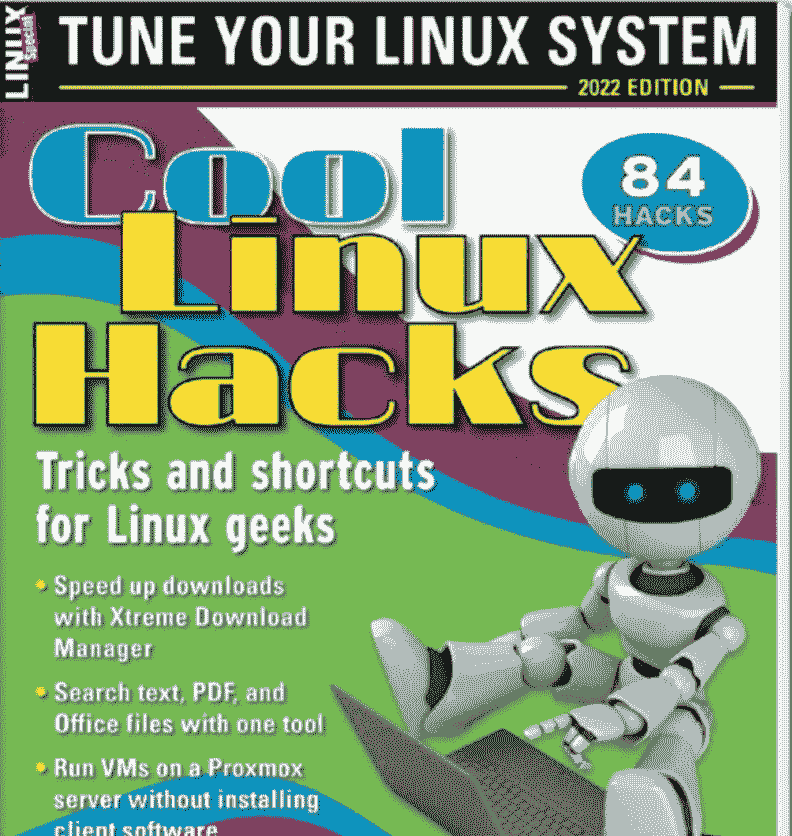 LINUX
Special
TUNE YOUR LINUX SYSTEM
2022 EDITION
Cool
Linux
Hacks
84
HACKS
Tricks and shortcuts
for Linux geeks
• Speed up downloads
with Xtreme Download
Manager
• Search text, PDF, and
Office files with one tool
• Run VMs on a Proxmox
server without installing
client software